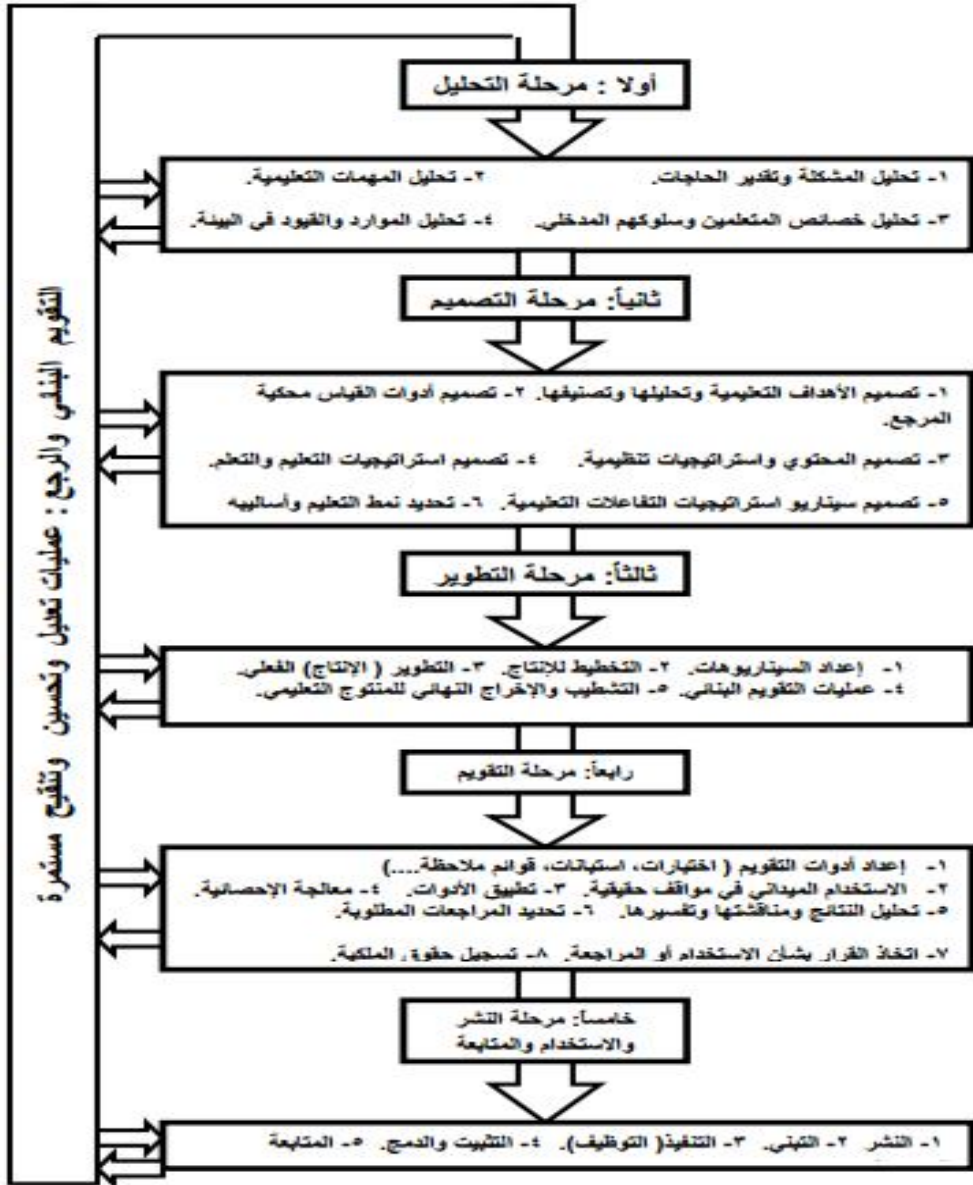 أولا : مرحلة التحليل
١- تحليل المشكلة وتقدير الحاجات. ٢- تحليل المهمات التعليمية.
٣- تحليل خصائص المتعلمين وسلوكهم المدخلي. ٤- تحليل الموارد والقيود في البيئة.
ثانياً: مرحلة التصميم
١- تصميم الأهداف التعليمية وتحليلها وتصنيفها. ٢- تصميم أدوات القياس محكية
المرجع.
٣- تصميم المحتوي واستراتيجيات تنظيمية. ٤- تصميم استراتيجيات التعليم والتعلم.
٥- تصميم سيناريو استراتيجيات التفاعلات التعليمية. ٦- تحديد نمط التعليم وأساليبه
ثالثاً: مرحلة التطوير
١- إعداد السيناريوهات. ٢- التخطيط للإنتاج. ٣- التطوير ( الإنتاج) الفعلي.
٤- عمليات التقويم البنائي. ٥- التشطيب والإخراج النهائي للمنتوج التعليمي.
رابعاً: مرحلة التقويم
١- إعداد أدوات التقويم ( اختبارات، استبانات، قوائم ملاحظة....)
٢- الاستخدام الميداني في مواقف حقيقية. ٣- تطبيق الأدوات. ٤- معالجة الإحصائية.
٥- تحليل النتائج ومناقشتها وتفسيرها. ٦- تحديد المراجعات المطلوبة.
٧- اتخاذ القرار بشأن الاستخدام أو المراجعة. ٨- تسجيل حقوق الملكية.
خامساً: مرحلة النشر
والاستخدام والمتابعة
١- النشر ٢- التبني. ٣- التنفيذ( التوظيف). ٤- التثبيت والدمج. ٥- المتابعة
التقويم البنائي والرجع: عمليات تعديل وتحسين وتنقيح مستمرة